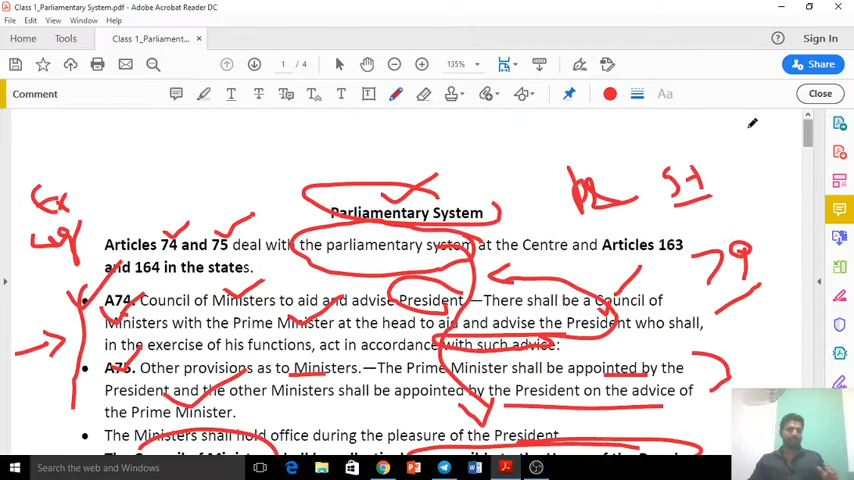 Class 1_Parliamentary System.pdf - Adobe Acrobat Reader DC
File Edit View Window Help
Home Tools Class 1_Parliament... × Sign In
1 / 4 135% Share
Comment Aa Close
Parliamentary System
Articles 74 and 75 deal with the parliamentary system at the Centre and Articles 163
and 164 in the states.
• A74. Council of Ministers to aid and advise President.—There shall be a Council of
Ministers with the Prime Minister at the head to aid and advise the President who shall,
in the exercise of his functions, act in accordance with such advice:
• A75. Other provisions as to Ministers.—The Prime Minister shall be appointed by the
President and the other Ministers shall be appointed by the President on the advice of
the Prime Minister.
• The Ministers shall hold office during the pleasure of the President.
Search the web and Windows